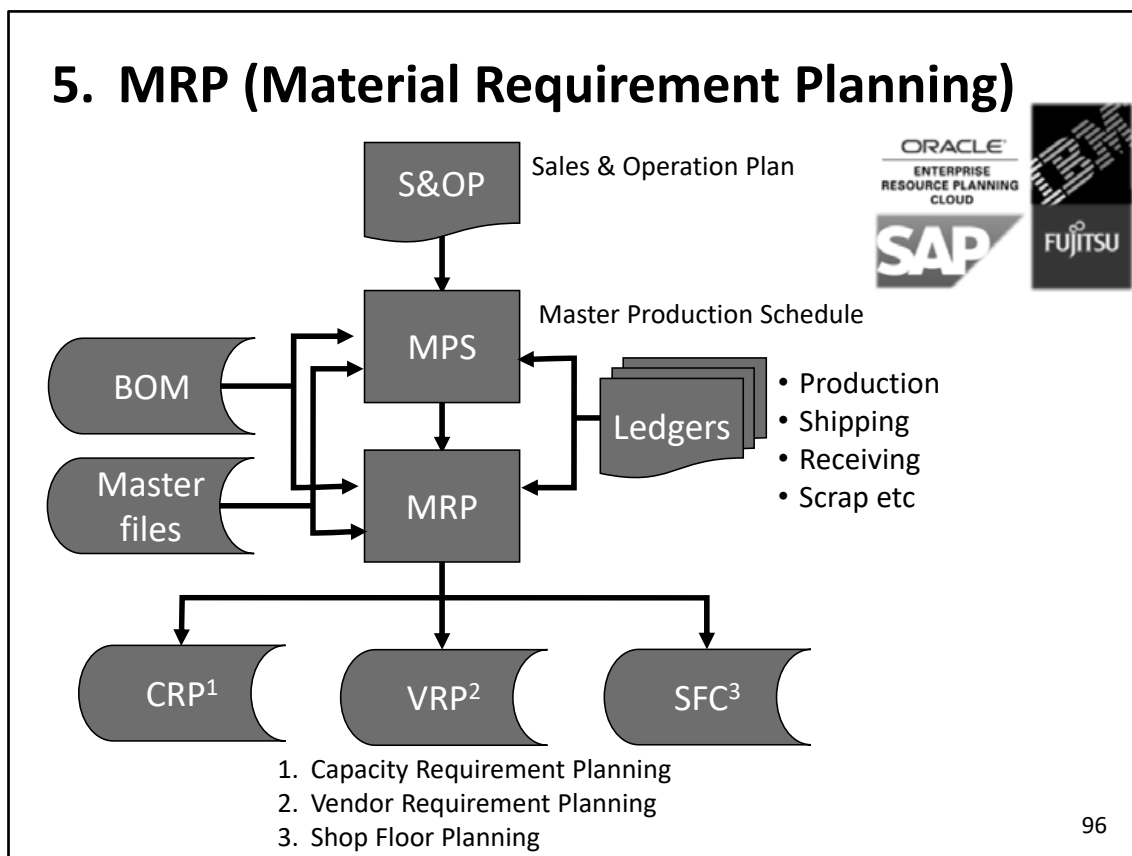 5. MRP (Material Requirement Planning)
S&OP
Sales & Operation Plan
ORACLE'
ENTERPRISE
RESOURCE PLANNING
CLOUD
IBM
SAP
FUJITSU
MPS
Master Production Schedule
BOM
Ledgers
• Production
• Shipping
• Receiving
• Scrap etc
Master
files
MRP
CRP¹
VRP²
SFC³
1. Capacity Requirement Planning
2. Vendor Requirement Planning
3. Shop Floor Planning
96